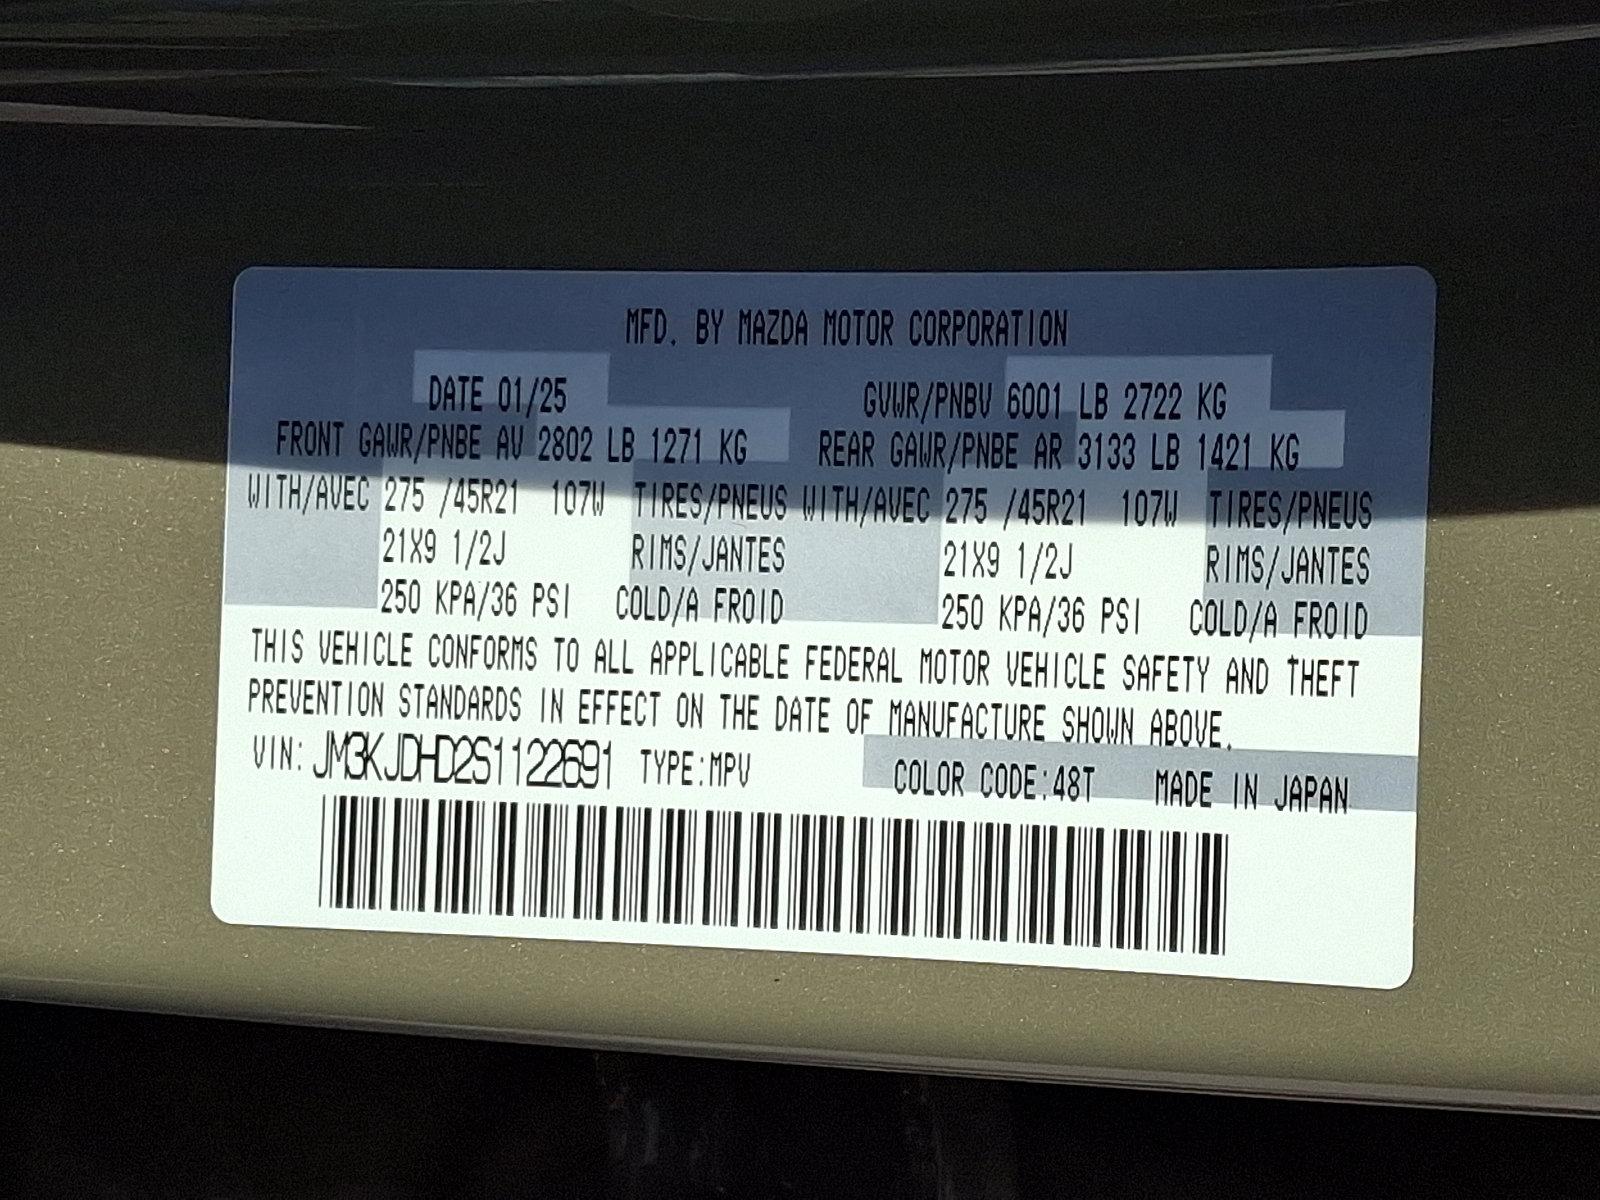 MFD. BY MAZDA MOTOR CORPORATION
DATE 01/25 GVWR/PNBV 6001 LB 2722 KG
FRONT GAWR/PNBE AV 2802 LB 1271 KG REAR GAWR/PNBE AR 3133 LB 1421 KG
WITH/AVEC 275 /45R21 107W TIRES/PNEUS WITH/AVEC 275 /45R21 107W TIRES/PNEUS
21X9 1/2J RIMS/JANTES 21X9 1/2J RIMS/JANTES
250 KPA/36 PSI COLD/A FROID 250 KPA/36 PSI COLD/A FROID
THIS VEHICLE CONFORMS TO ALL APPLICABLE FEDERAL MOTOR VEHICLE SAFETY AND THEFT
PREVENTION STANDARDS IN EFFECT ON THE DATE OF MANUFACTURE SHOWN ABOVE.
VIN: JM3KJDHD2S1122691 TYPE:MPV COLOR CODE:48T MADE IN JAPAN